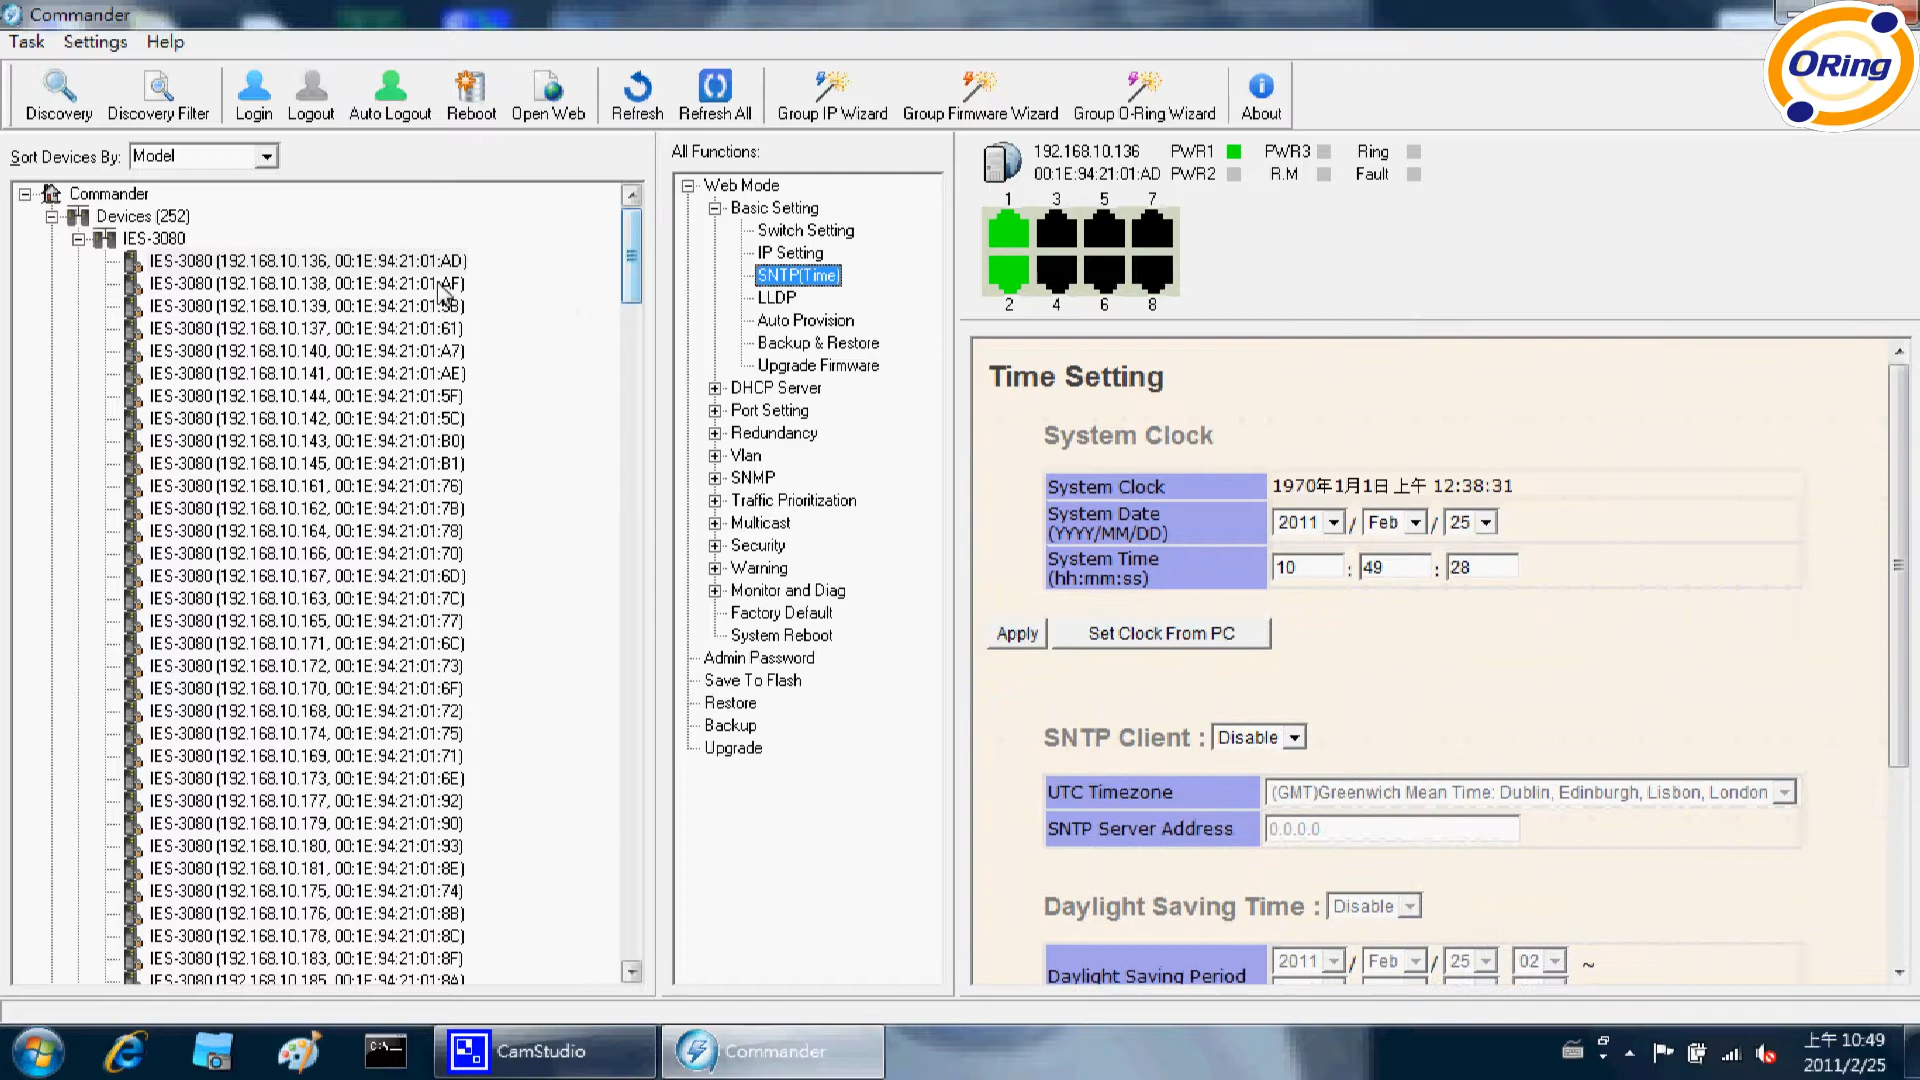 Commander
Task Settings Help
ORing
Discovery Discovery Filter Login Logout Auto Logout Reboot Open Web Refresh Refresh All Group IP Wizard Group Firmware Wizard Group O-Ring Wizard About
Sort Devices By: Model
Commander
Devices (252)
IES-3080
IES-3080 (192.168.10.136, 00:1E:94:21:01:AD)
IES-3080 (192.168.10.138, 00:1E:94:21:01:AF)
IES-3080 (192.168.10.139, 00:1E:94:21:01:5B)
IES-3080 (192.168.10.137, 00:1E:94:21:01:61)
IES-3080 (192.168.10.140, 00:1E:94:21:01:A7)
IES-3080 (192.168.10.141, 00:1E:94:21:01:AE)
IES-3080 (192.168.10.144, 00:1E:94:21:01:5F)
IES-3080 (192.168.10.142, 00:1E:94:21:01:5C)
IES-3080 (192.168.10.143, 00:1E:94:21:01:B0)
IES-3080 (192.168.10.145, 00:1E:94:21:01:B1)
IES-3080 (192.168.10.161, 00:1E:94:21:01:76)
IES-3080 (192.168.10.162, 00:1E:94:21:01:7B)
IES-3080 (192.168.10.164, 00:1E:94:21:01:78)
IES-3080 (192.168.10.166, 00:1E:94:21:01:70)
IES-3080 (192.168.10.167, 00:1E:94:21:01:6D)
IES-3080 (192.168.10.163, 00:1E:94:21:01:7C)
IES-3080 (192.168.10.165, 00:1E:94:21:01:77)
IES-3080 (192.168.10.171, 00:1E:94:21:01:6C)
IES-3080 (192.168.10.172, 00:1E:94:21:01:73)
IES-3080 (192.168.10.170, 00:1E:94:21:01:6F)
IES-3080 (192.168.10.168, 00:1E:94:21:01:72)
IES-3080 (192.168.10.174, 00:1E:94:21:01:75)
IES-3080 (192.168.10.169, 00:1E:94:21:01:71)
IES-3080 (192.168.10.173, 00:1E:94:21:01:6E)
IES-3080 (192.168.10.177, 00:1E:94:21:01:92)
IES-3080 (192.168.10.179, 00:1E:94:21:01:90)
IES-3080 (192.168.10.180, 00:1E:94:21:01:93)
IES-3080 (192.168.10.181, 00:1E:94:21:01:8E)
IES-3080 (192.168.10.175, 00:1E:94:21:01:74)
IES-3080 (192.168.10.176, 00:1E:94:21:01:8B)
IES-3080 (192.168.10.178, 00:1E:94:21:01:8C)
IES-3080 (192.168.10.183, 00:1E:94:21:01:8F)
IES-3080 (192.168.10.185, 00:1E:94:21:01:8A)
All Functions:
Web Mode
Basic Setting
Switch Setting
IP Setting
SNTP(Time)
LLDP
Auto Provision
Backup & Restore
Upgrade Firmware
DHCP Server
Port Setting
Redundancy
Vlan
SNMP
Traffic Prioritization
Multicast
Security
Warning
Monitor and Diag
Factory Default
System Reboot
Admin Password
Save To Flash
Restore
Backup
Upgrade
192.168.10.136 PWR1 PWR3 Ring
00:1E:94:21:01:AD PWR2 R.M Fault
1 3 5 7
2 4 6 8
Time Setting
System Clock
System Clock 1970年1月1日 上午 12:38:31
System Date (YYYY/MM/DD) 2011 / Feb / 25
System Time (hh:mm:ss) 10 : 49 : 28
Apply Set Clock From PC
SNTP Client : Disable
UTC Timezone (GMT)Greenwich Mean Time: Dublin, Edinburgh, Lisbon, London
SNTP Server Address 0.0.0.0
Daylight Saving Time : Disable
Daylight Saving Period 2011 / Feb / 25 02 ~
CamStudio
Commander
上午 10:49
2011/2/25